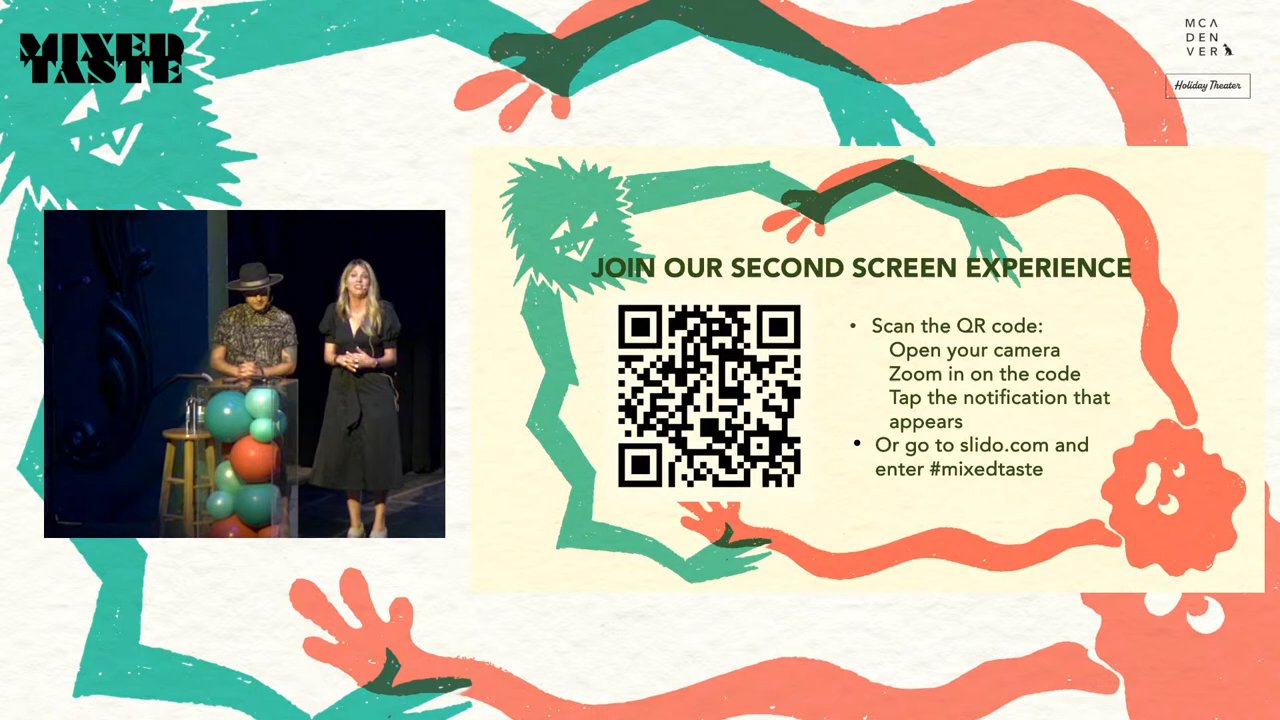 MIXED
TASTE
MCA
DEN
VER
Holiday Theater
JOIN OUR SECOND SCREEN EXPERIENCE
• Scan the QR code:
Open your camera
Zoom in on the code
Tap the notification that
appears
• Or go to slido.com and
enter #mixedtaste